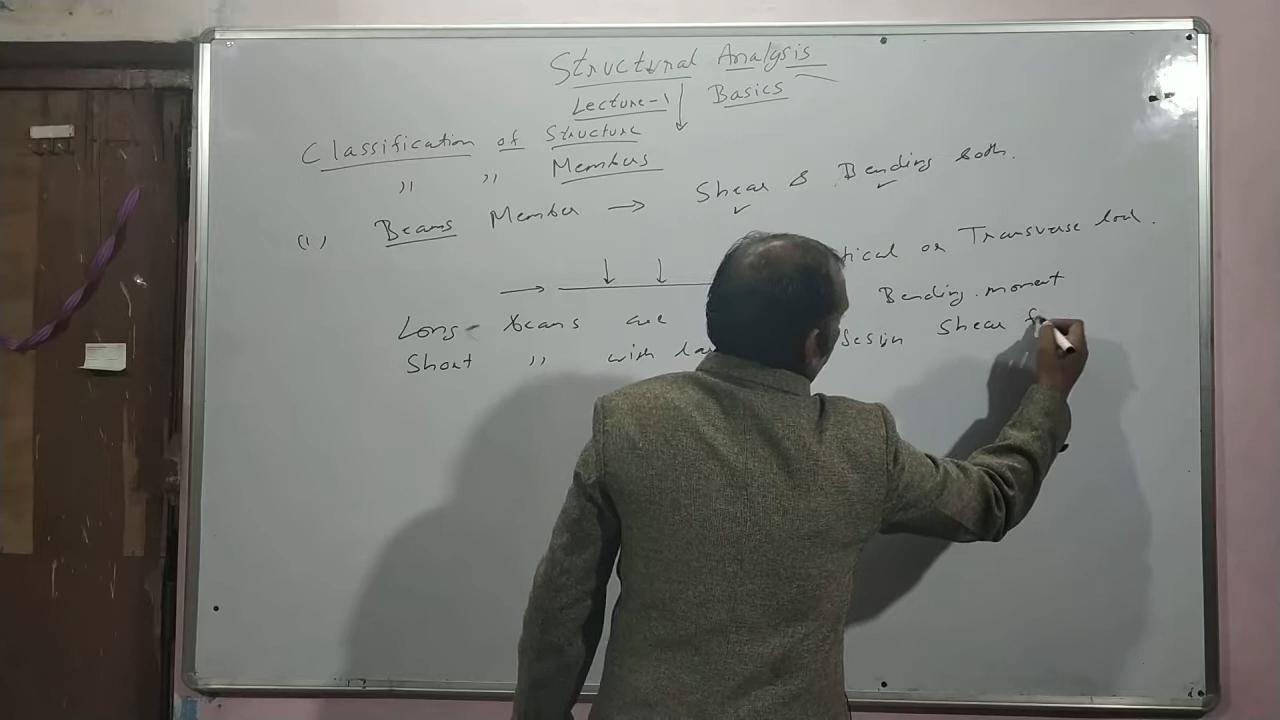 Structural Analysis
Lecture-1 ↓ Basics
Classification of Structure
,, ,, Members
(1) Beams Member → Shear & Bending both.
tical or Transverse load.
Long beams are Bending moment
Short ,, with Design Shear f